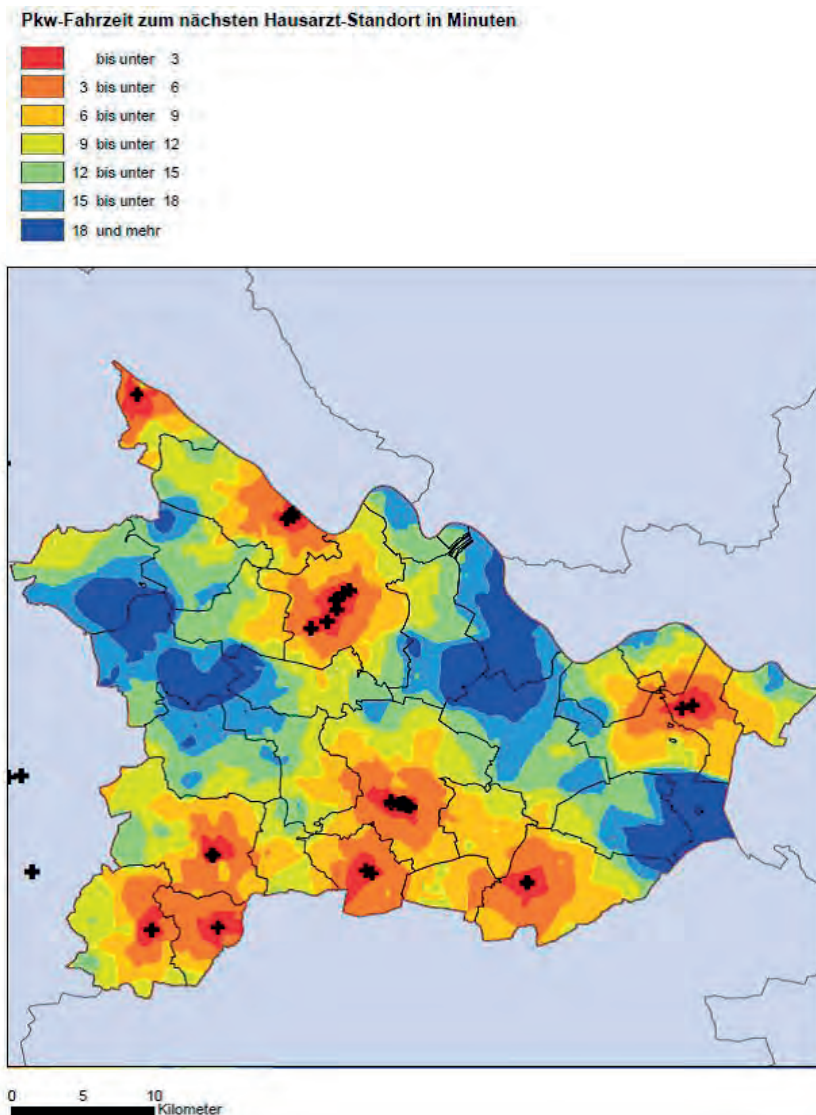 Pkw-Fahrzeit zum nächsten Hausarzt-Standort in Minuten
bis unter 3
3 bis unter 6
6 bis unter 9
9 bis unter 12
12 bis unter 15
15 bis unter 18
18 und mehr
0 5 10
Kilometer